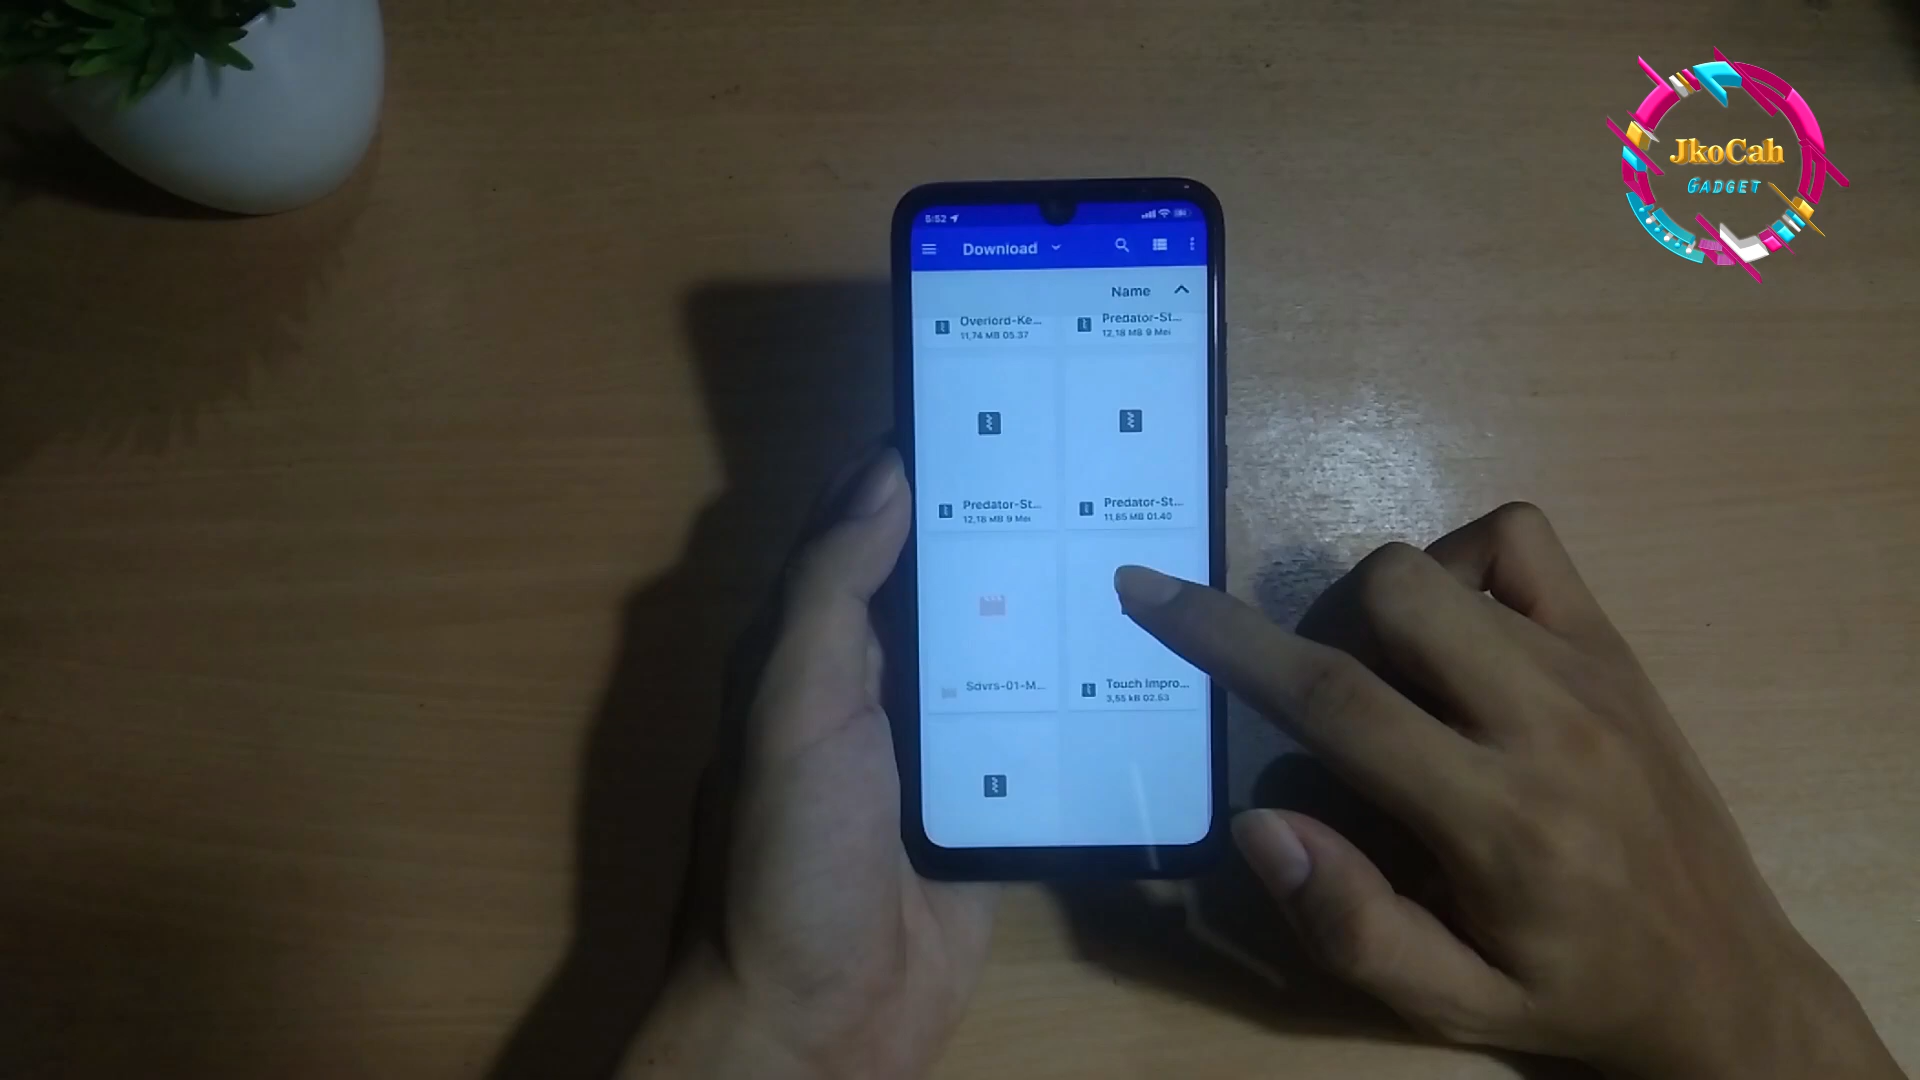 JkoCah
GADGET
5:52
Download
Name
Overlord-Ke...
11,74 MB 05.37
Predator-St...
12,18 MB 9 Mei
Predator-St...
12,18 MB 9 Mei
Predator-St...
11,85 MB 01.40
Sdvrs-01-M...
Touch Impro...
3,55 kB 02.53